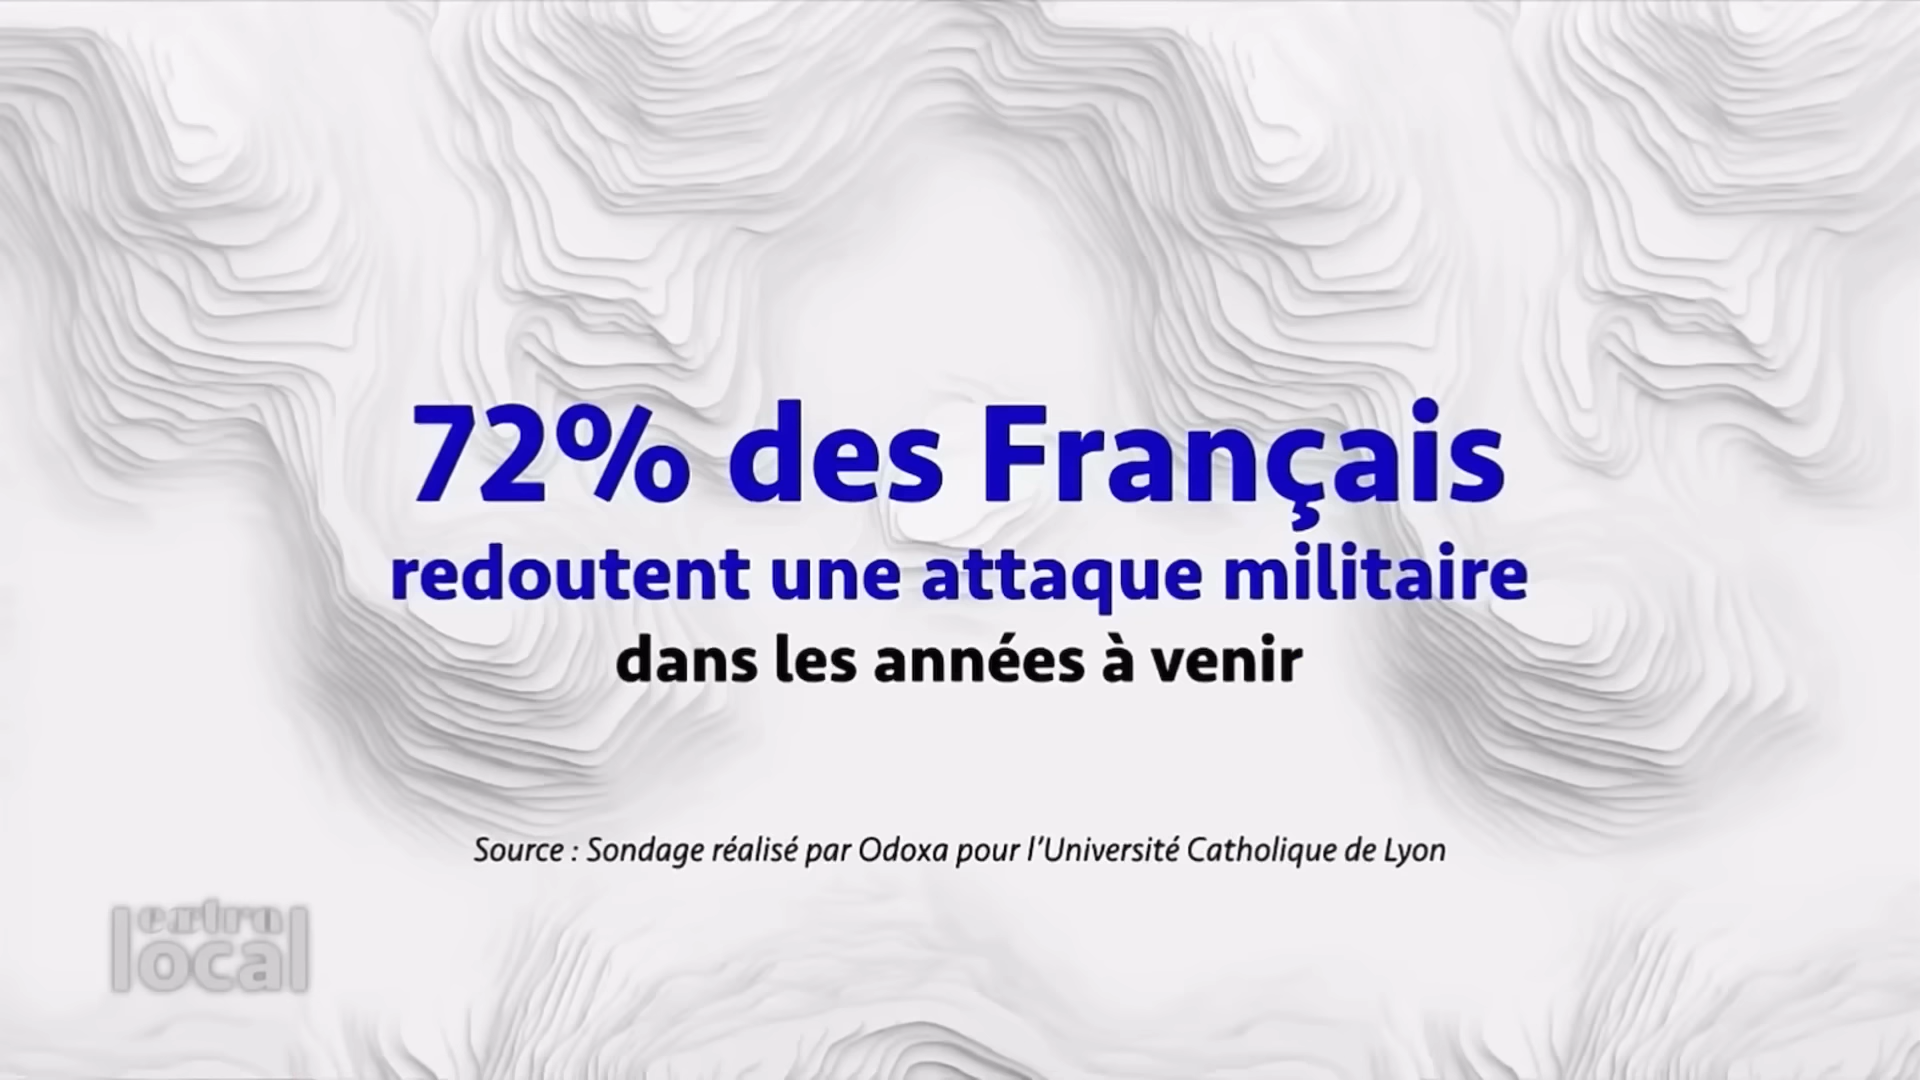 72% des Français
redoutent une attaque militaire
dans les années à venir
Source : Sondage réalisé par Odoxa pour l’Université Catholique de Lyon
extra
local